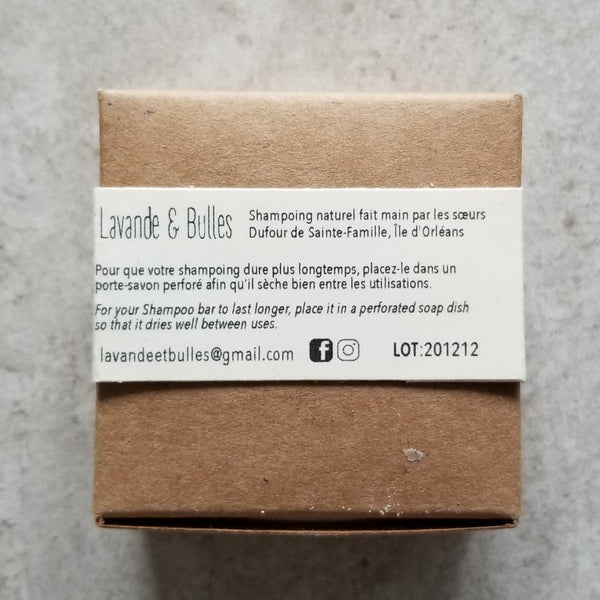 Lavande & Bulles
Shampoing naturel fait main par les sœurs
Dufour de Sainte-Famille, Île d'Orléans
Pour que votre shampoing dure plus longtemps, placez-le dans un
porte-savon perforé afin qu'il sèche bien entre les utilisations.
For your Shampoo bar to last longer, place it in a perforated soap dish
so that it dries well between uses.
lavandeetbulles@gmail.com
LOT:201212